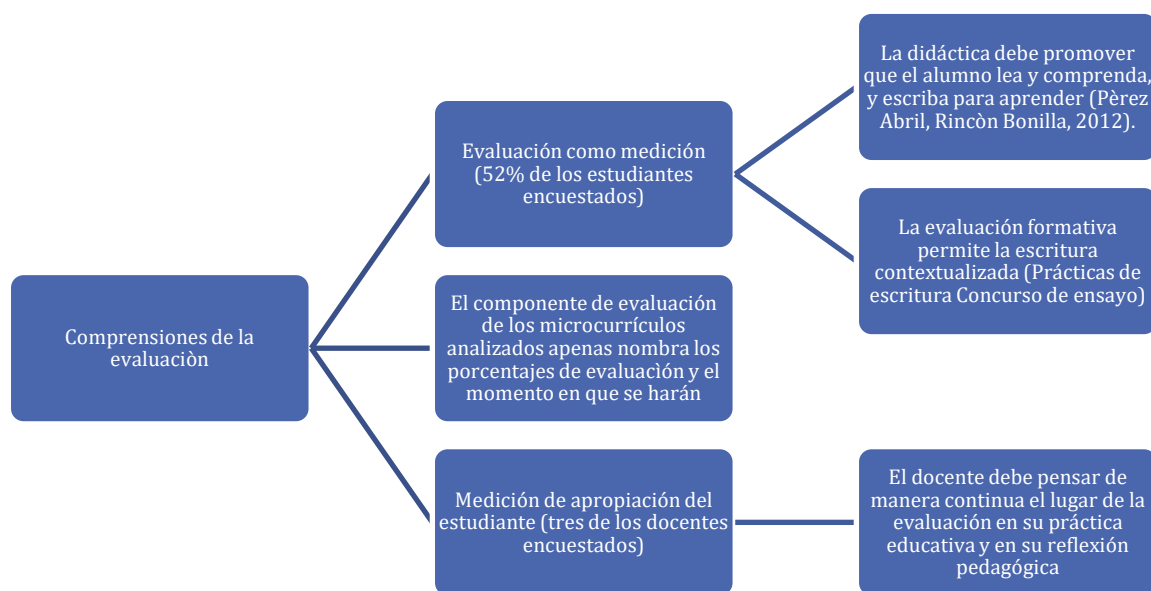 Comprensiones de la
evaluaciòn
Evaluación como medición
(52% de los estudiantes
encuestados)
La didáctica debe promover
que el alumno lea y comprenda,
y escriba para aprender (Pèrez
Abril, Rincòn Bonilla, 2012).
La evaluación formativa
permite la escritura
contextualizada (Prácticas de
escritura Concurso de ensayo)
El componente de evaluación
de los microcurrículos
analizados apenas nombra los
porcentajes de evaluaciòn y el
momento en que se harán
Medición de apropiación del
estudiante (tres de los docentes
encuestados)
El docente debe pensar de
manera continua el lugar de la
evaluación en su práctica
educativa y en su reflexión
pedagógica